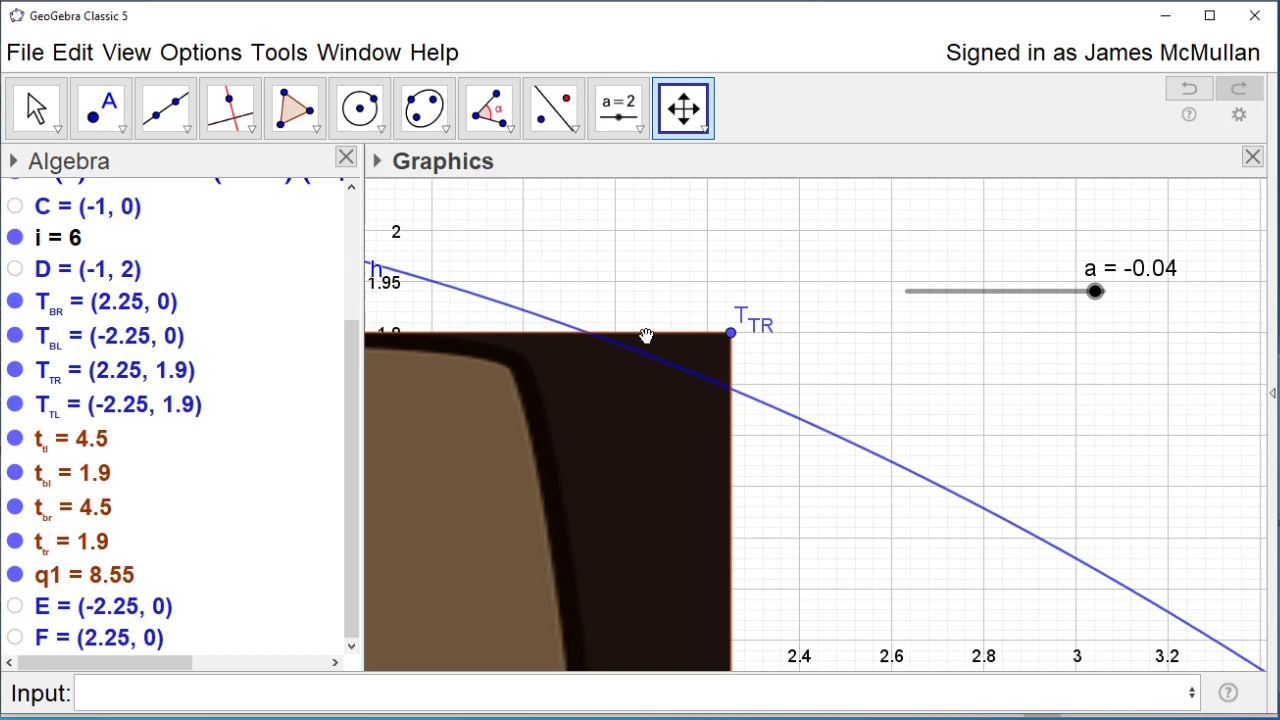 GeoGebra Classic 5
File Edit View Options Tools Window Help
Signed in as James McMullan
A
α
a=2
Algebra
Graphics
C = (-1, 0)
i = 6
D = (-1, 2)
T_BR = (2.25, 0)
T_BL = (-2.25, 0)
T_TR = (2.25, 1.9)
T_TL = (-2.25, 1.9)
t_tl = 4.5
t_bl = 1.9
t_br = 4.5
t_tr = 1.9
q1 = 8.55
E = (-2.25, 0)
F = (2.25, 0)
2
h
1.95
1.9
T_TR
a = -0.04
2.4 2.6 2.8 3 3.2
Input: